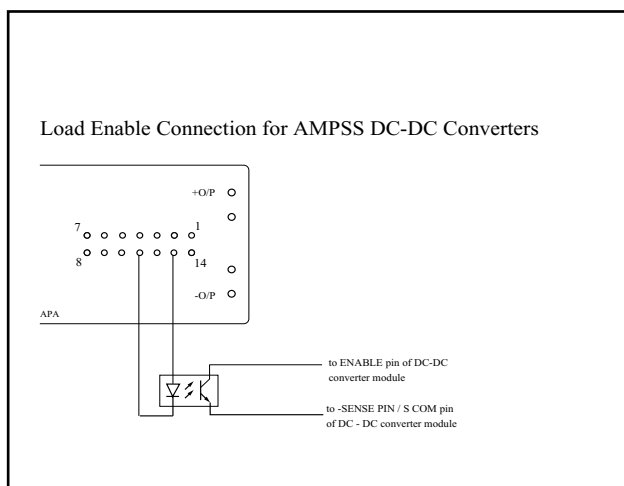 Load Enable Connection for AMPSS DC-DC Converters
+O/P
7
1
8
14
-O/P
APA
to ENABLE pin of DC-DC
converter module
to -SENSE PIN / S COM pin
of DC - DC converter module